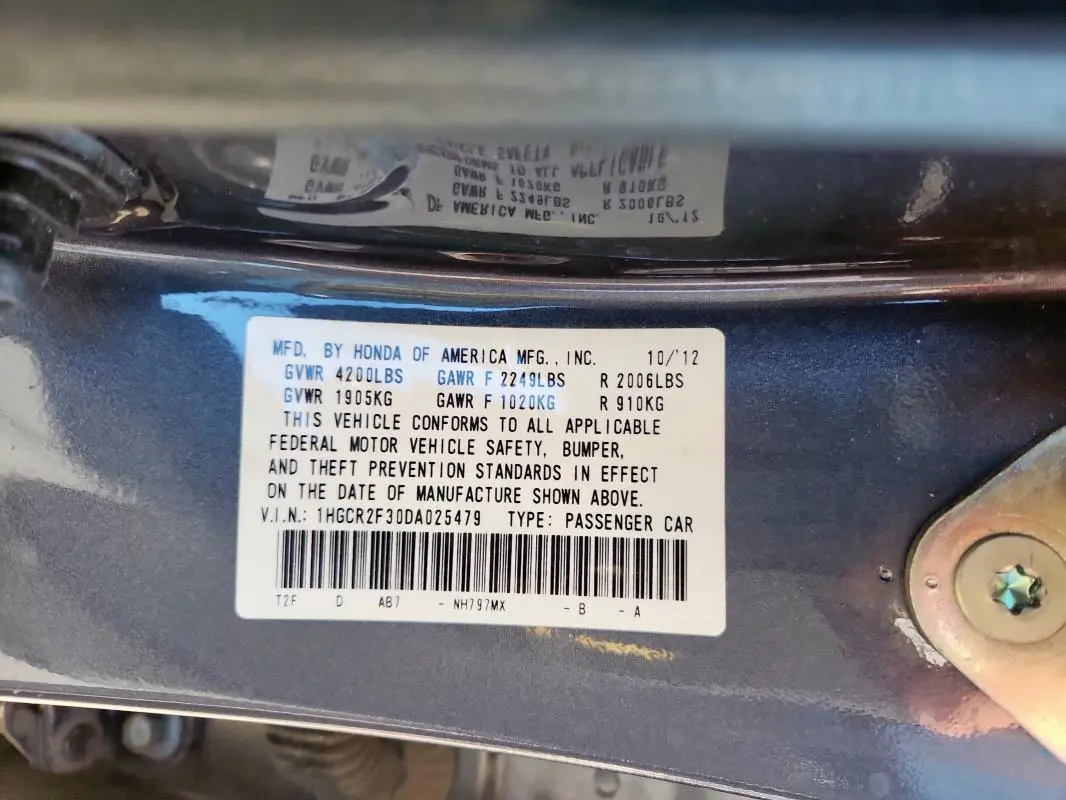 MFD. BY HONDA OF AMERICA MFG., INC. 10/'12
GVWR 4200LBS GAWR F 2249LBS R 2006LBS
GVWR 1905KG GAWR F 1020KG R 910KG
THIS VEHICLE CONFORMS TO ALL APPLICABLE
FEDERAL MOTOR VEHICLE SAFETY, BUMPER,
AND THEFT PREVENTION STANDARDS IN EFFECT
ON THE DATE OF MANUFACTURE SHOWN ABOVE.
V.I.N.: 1HGCR2F30DA025479 TYPE: PASSENGER CAR
T2F D AB7 - NH797MX - B - A